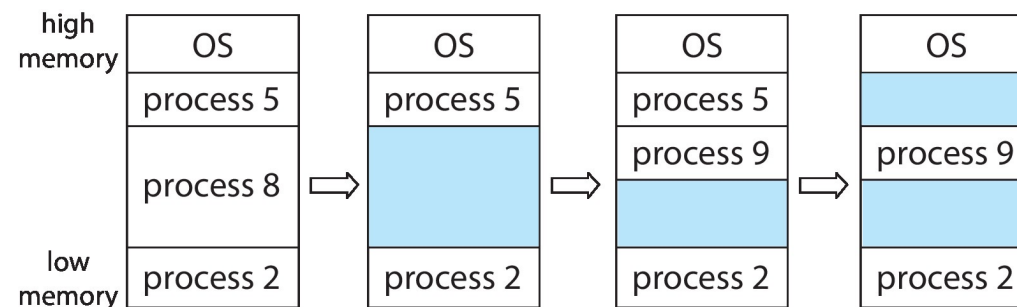 high
memory
OS
process 5
process 8
process 2
low
memory
OS
process 5
process 2
OS
process 5
process 9
process 2
OS
process 9
process 2